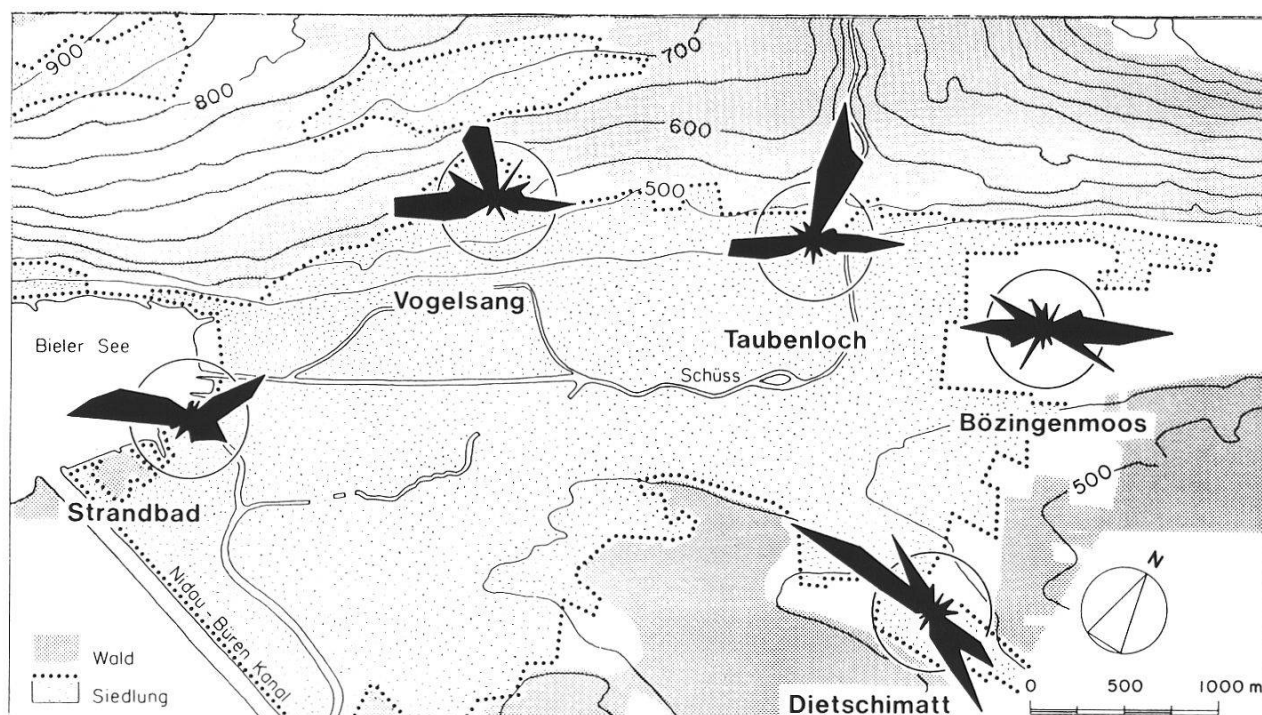 900
800
700
600
500
Vogelsang
Taubenloch
Bieler See
Schüss
Bözingenmoos
500
Strandbad
Nidau - Büren Kanal
N
Wald
Siedlung
Dietschimatt
0 500 1000 m